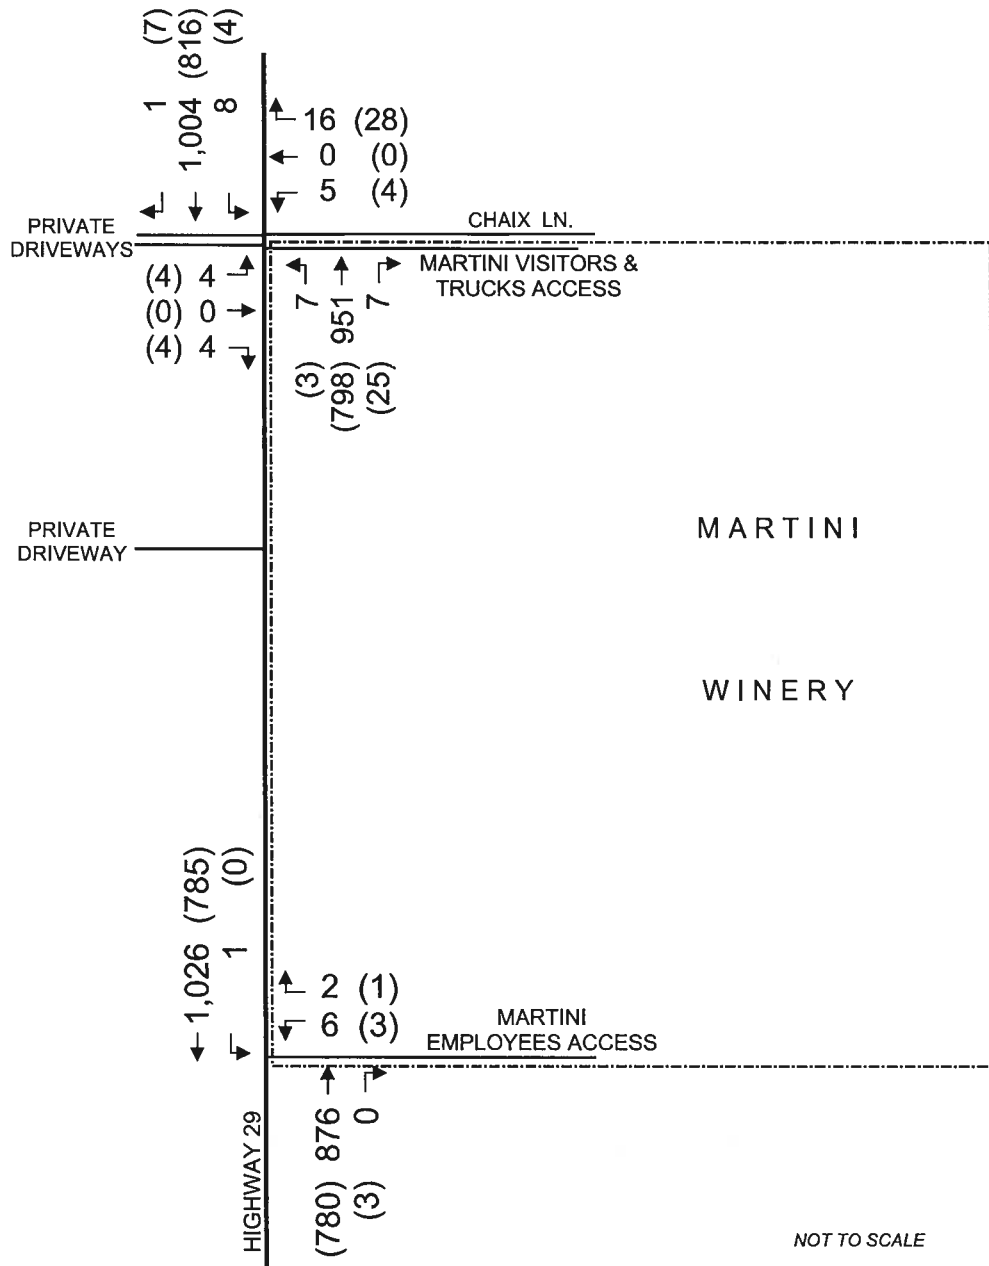 1 (7)
1,004 (816)
8 (4)
16 (28)
0 (0)
5 (4)
CHAIX LN.
PRIVATE
DRIVEWAYS
MARTINI VISITORS &
TRUCKS ACCESS
(4) 4
(0) 0
(4) 4
(3) 7
(798) 951
(25) 7
PRIVATE
DRIVEWAY
MARTINI
WINERY
1,026 (785)
1 (0)
2 (1)
6 (3)
MARTINI
EMPLOYEES ACCESS
HIGHWAY 29
(780) 876
(3) 0
NOT TO SCALE